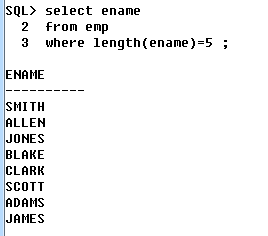 SQL> select ename
2 from emp
3 where length(ename)=5 ;
ENAME
----------
SMITH
ALLEN
JONES
BLAKE
CLARK
SCOTT
ADAMS
JAMES